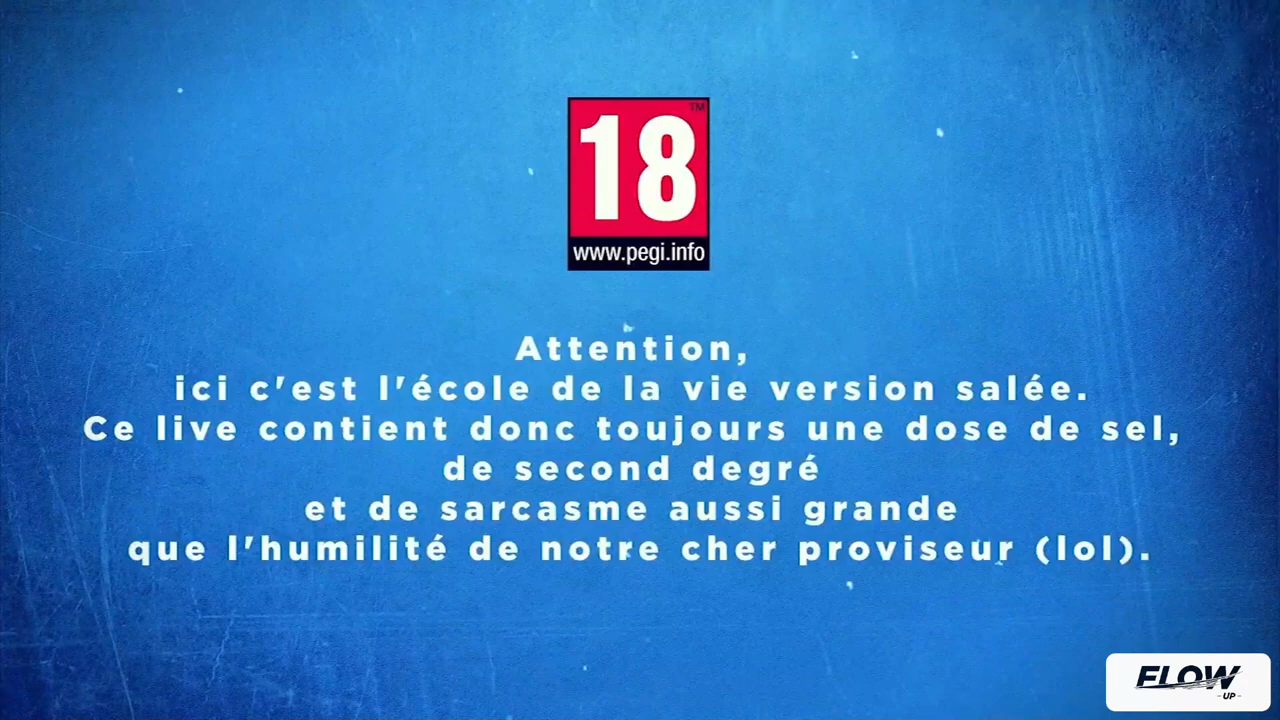 TM
18
www.pegi.info
Attention,
ici c'est l'école de la vie version salée.
Ce live contient donc toujours une dose de sel,
de second degré
et de sarcasme aussi grande
que l'humilité de notre cher proviseur (lol).
FLOW
-UP-